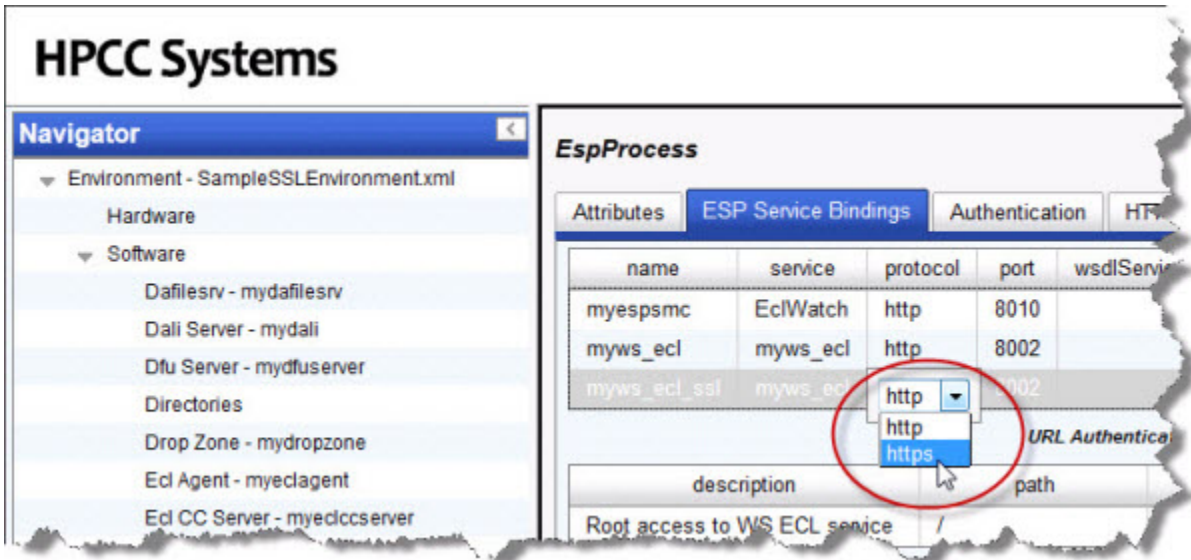 HPCC Systems
Navigator
Environment - SampleSSLEnvironment.xml
Hardware
Software
Dafilesrv - mydafilesrv
Dali Server - mydali
Dfu Server - mydfuserver
Directories
Drop Zone - mydropzone
Ecl Agent - myeclagent
Ecl CC Server - myeclccserver
EspProcess
Attributes ESP Service Bindings Authentication
name service protocol port
myespsmc EclWatch http 8010
myws_ecl myws_ecl http 8002
myws_ecl_ssl http
http
https
URL
description path
Root access to WS ECL service /